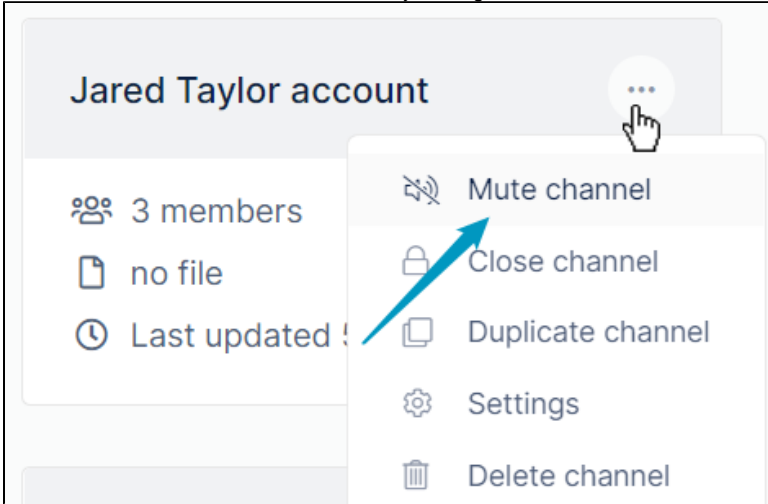 Jared Taylor account
Mute channel
3 members
Close channel
no file
Duplicate channel
Last updated
Settings
Delete channel